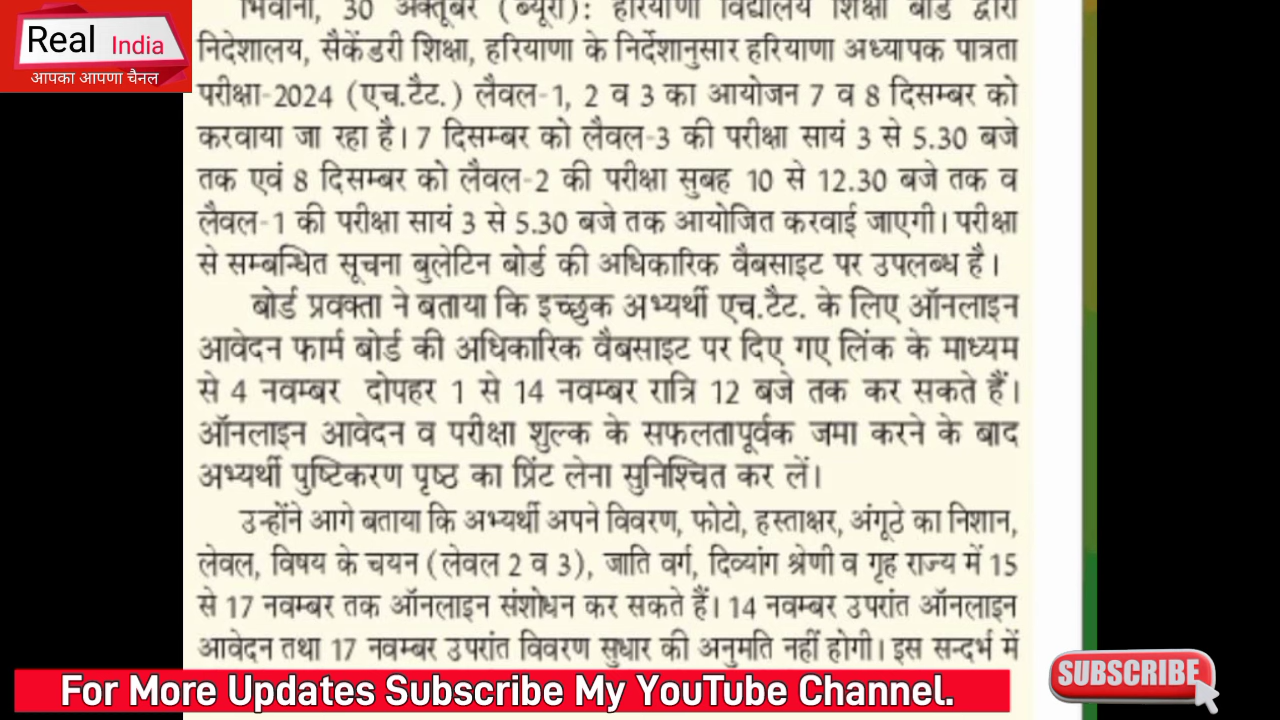 Real India
आपका आपणा चैनल
भिवानी, 30 अक्तूबर (ब्यूरो): हरियाणा विद्यालय शिक्षा बोर्ड द्वारा
निदेशालय, सैकेंडरी शिक्षा, हरियाणा के निर्देशानुसार हरियाणा अध्यापक पात्रता
परीक्षा-2024 (एच.टैट.) लैवल-1, 2 व 3 का आयोजन 7 व 8 दिसम्बर को
करवाया जा रहा है। 7 दिसम्बर को लैवल-3 की परीक्षा सायं 3 से 5.30 बजे
तक एवं 8 दिसम्बर को लैवल-2 की परीक्षा सुबह 10 से 12.30 बजे तक व
लैवल-1 की परीक्षा सायं 3 से 5.30 बजे तक आयोजित करवाई जाएगी। परीक्षा
से सम्बन्धित सूचना बुलेटिन बोर्ड की अधिकारिक वैबसाइट पर उपलब्ध है।
बोर्ड प्रवक्ता ने बताया कि इच्छुक अभ्यर्थी एच.टैट. के लिए ऑनलाइन
आवेदन फार्म बोर्ड की अधिकारिक वैबसाइट पर दिए गए लिंक के माध्यम
से 4 नवम्बर दोपहर 1 से 14 नवम्बर रात्रि 12 बजे तक कर सकते हैं।
ऑनलाइन आवेदन व परीक्षा शुल्क के सफलतापूर्वक जमा करने के बाद
अभ्यर्थी पुष्टिकरण पृष्ठ का प्रिंट लेना सुनिश्चित कर लें।
उन्होंने आगे बताया कि अभ्यर्थी अपने विवरण, फोटो, हस्ताक्षर, अंगूठे का निशान,
लेवल, विषय के चयन (लेवल 2 व 3), जाति वर्ग, दिव्यांग श्रेणी व गृह राज्य में 15
से 17 नवम्बर तक ऑनलाइन संशोधन कर सकते हैं। 14 नवम्बर उपरांत ऑनलाइन
आवेदन तथा 17 नवम्बर उपरांत विवरण सुधार की अनुमति नहीं होगी। इस सन्दर्भ में
For More Updates Subscribe My YouTube Channel.
SUBSCRIBE